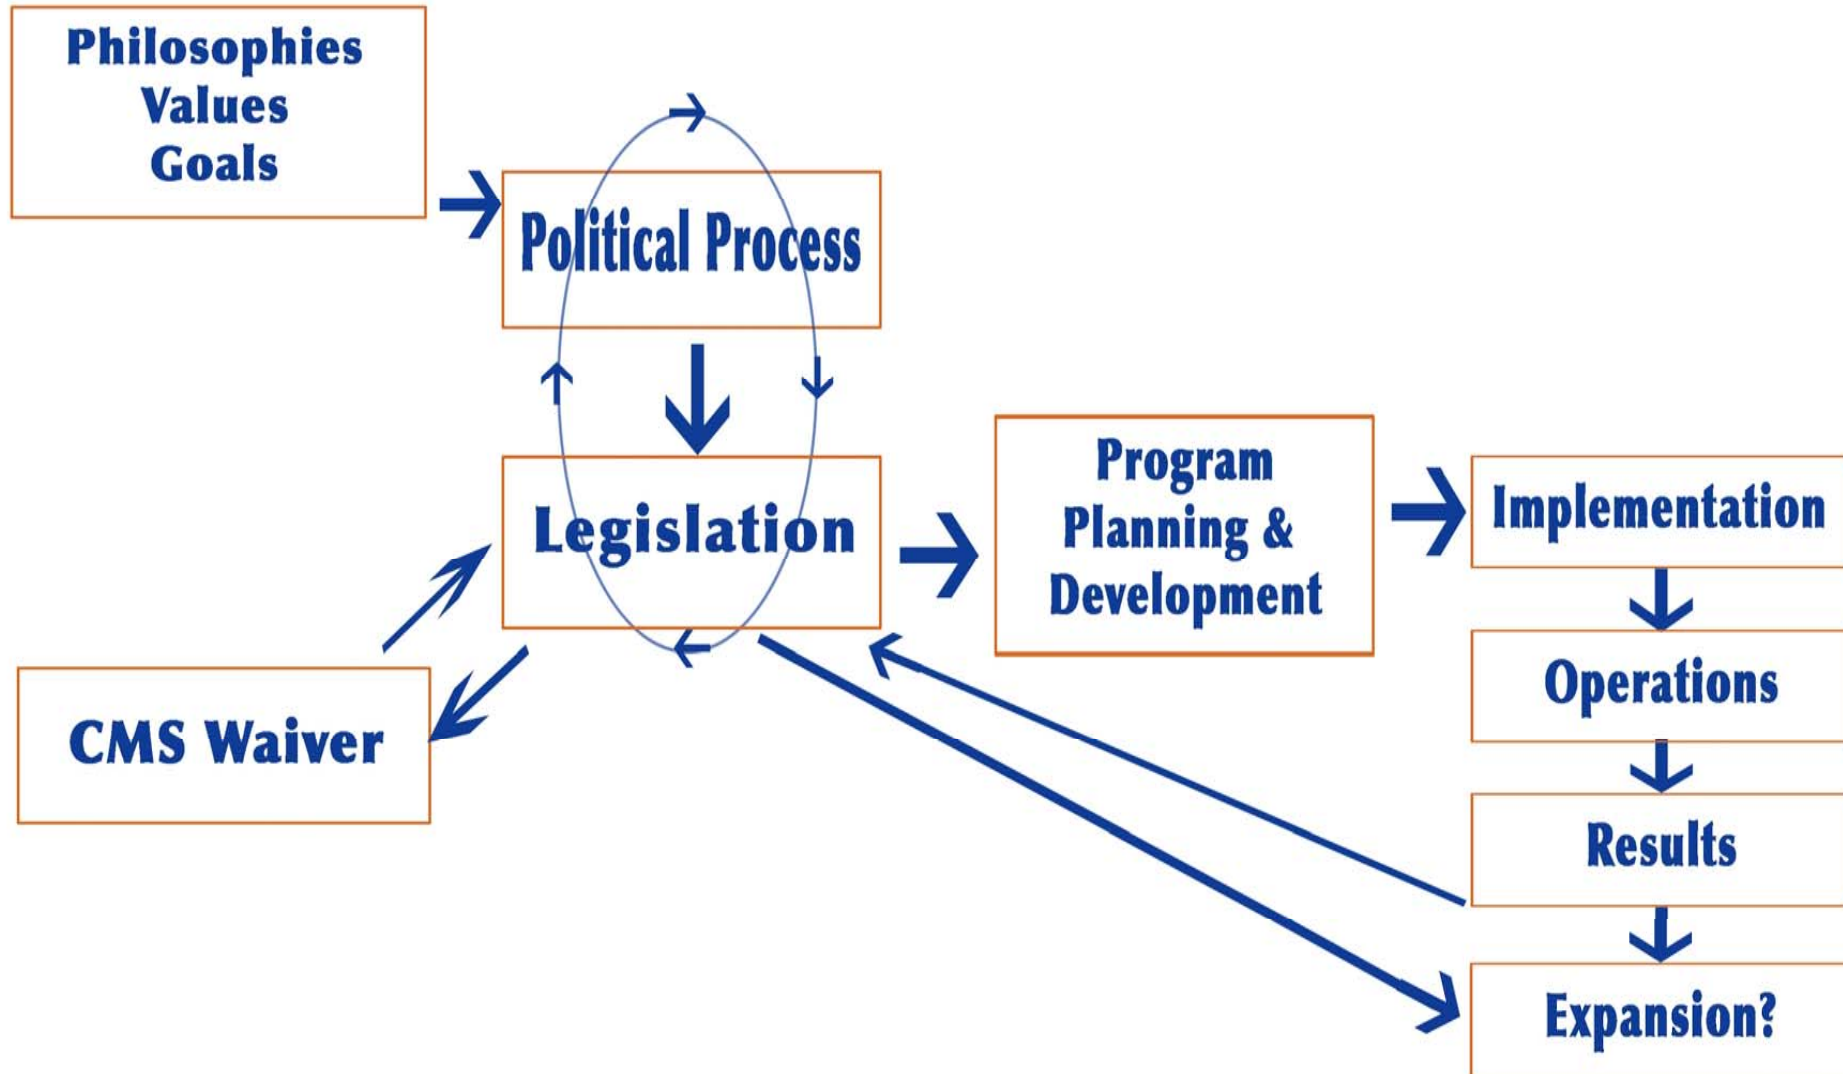 Philosophies
Values
Goals
Political Process
Legislation
CMS Waiver
Program
Planning &
Development
Implementation
Operations
Results
Expansion?